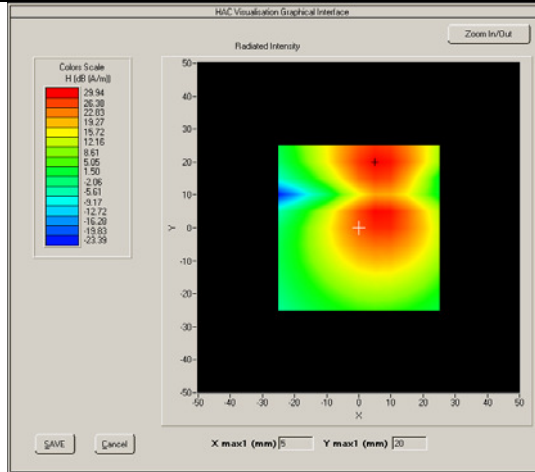 HAC Visualisation Graphical Interface
Zoom In/Out
Radiated Intensity
Colors Scale
H (dB (A/m))
29.94
26.38
22.83
19.27
15.72
12.16
8.61
5.05
1.50
-2.06
-5.61
-9.17
-12.72
-16.28
-19.83
-23.39
50
40
30
20
10
0
-10
-20
-30
-40
-50
Y
-50 -40 -30 -20 -10 0 10 20 30 40 50
X
SAVE
Cancel
X max1 (mm) 5 Y max1 (mm) 20